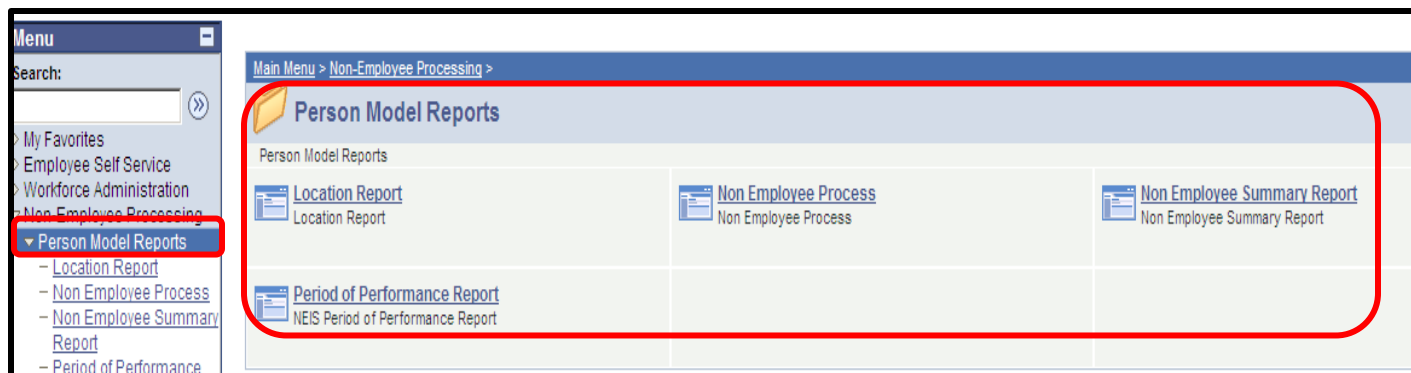 Menu
Search:
My Favorites
Employee Self Service
Workforce Administration
Non-Employee Processing
Person Model Reports
– Location Report
– Non Employee Process
– Non Employee Summary
Report
– Period of Performance
Main Menu > Non-Employee Processing >
Person Model Reports
Person Model Reports
Location Report
Location Report
Non Employee Process
Non Employee Process
Non Employee Summary Report
Non Employee Summary Report
Period of Performance Report
NEIS Period of Performance Report